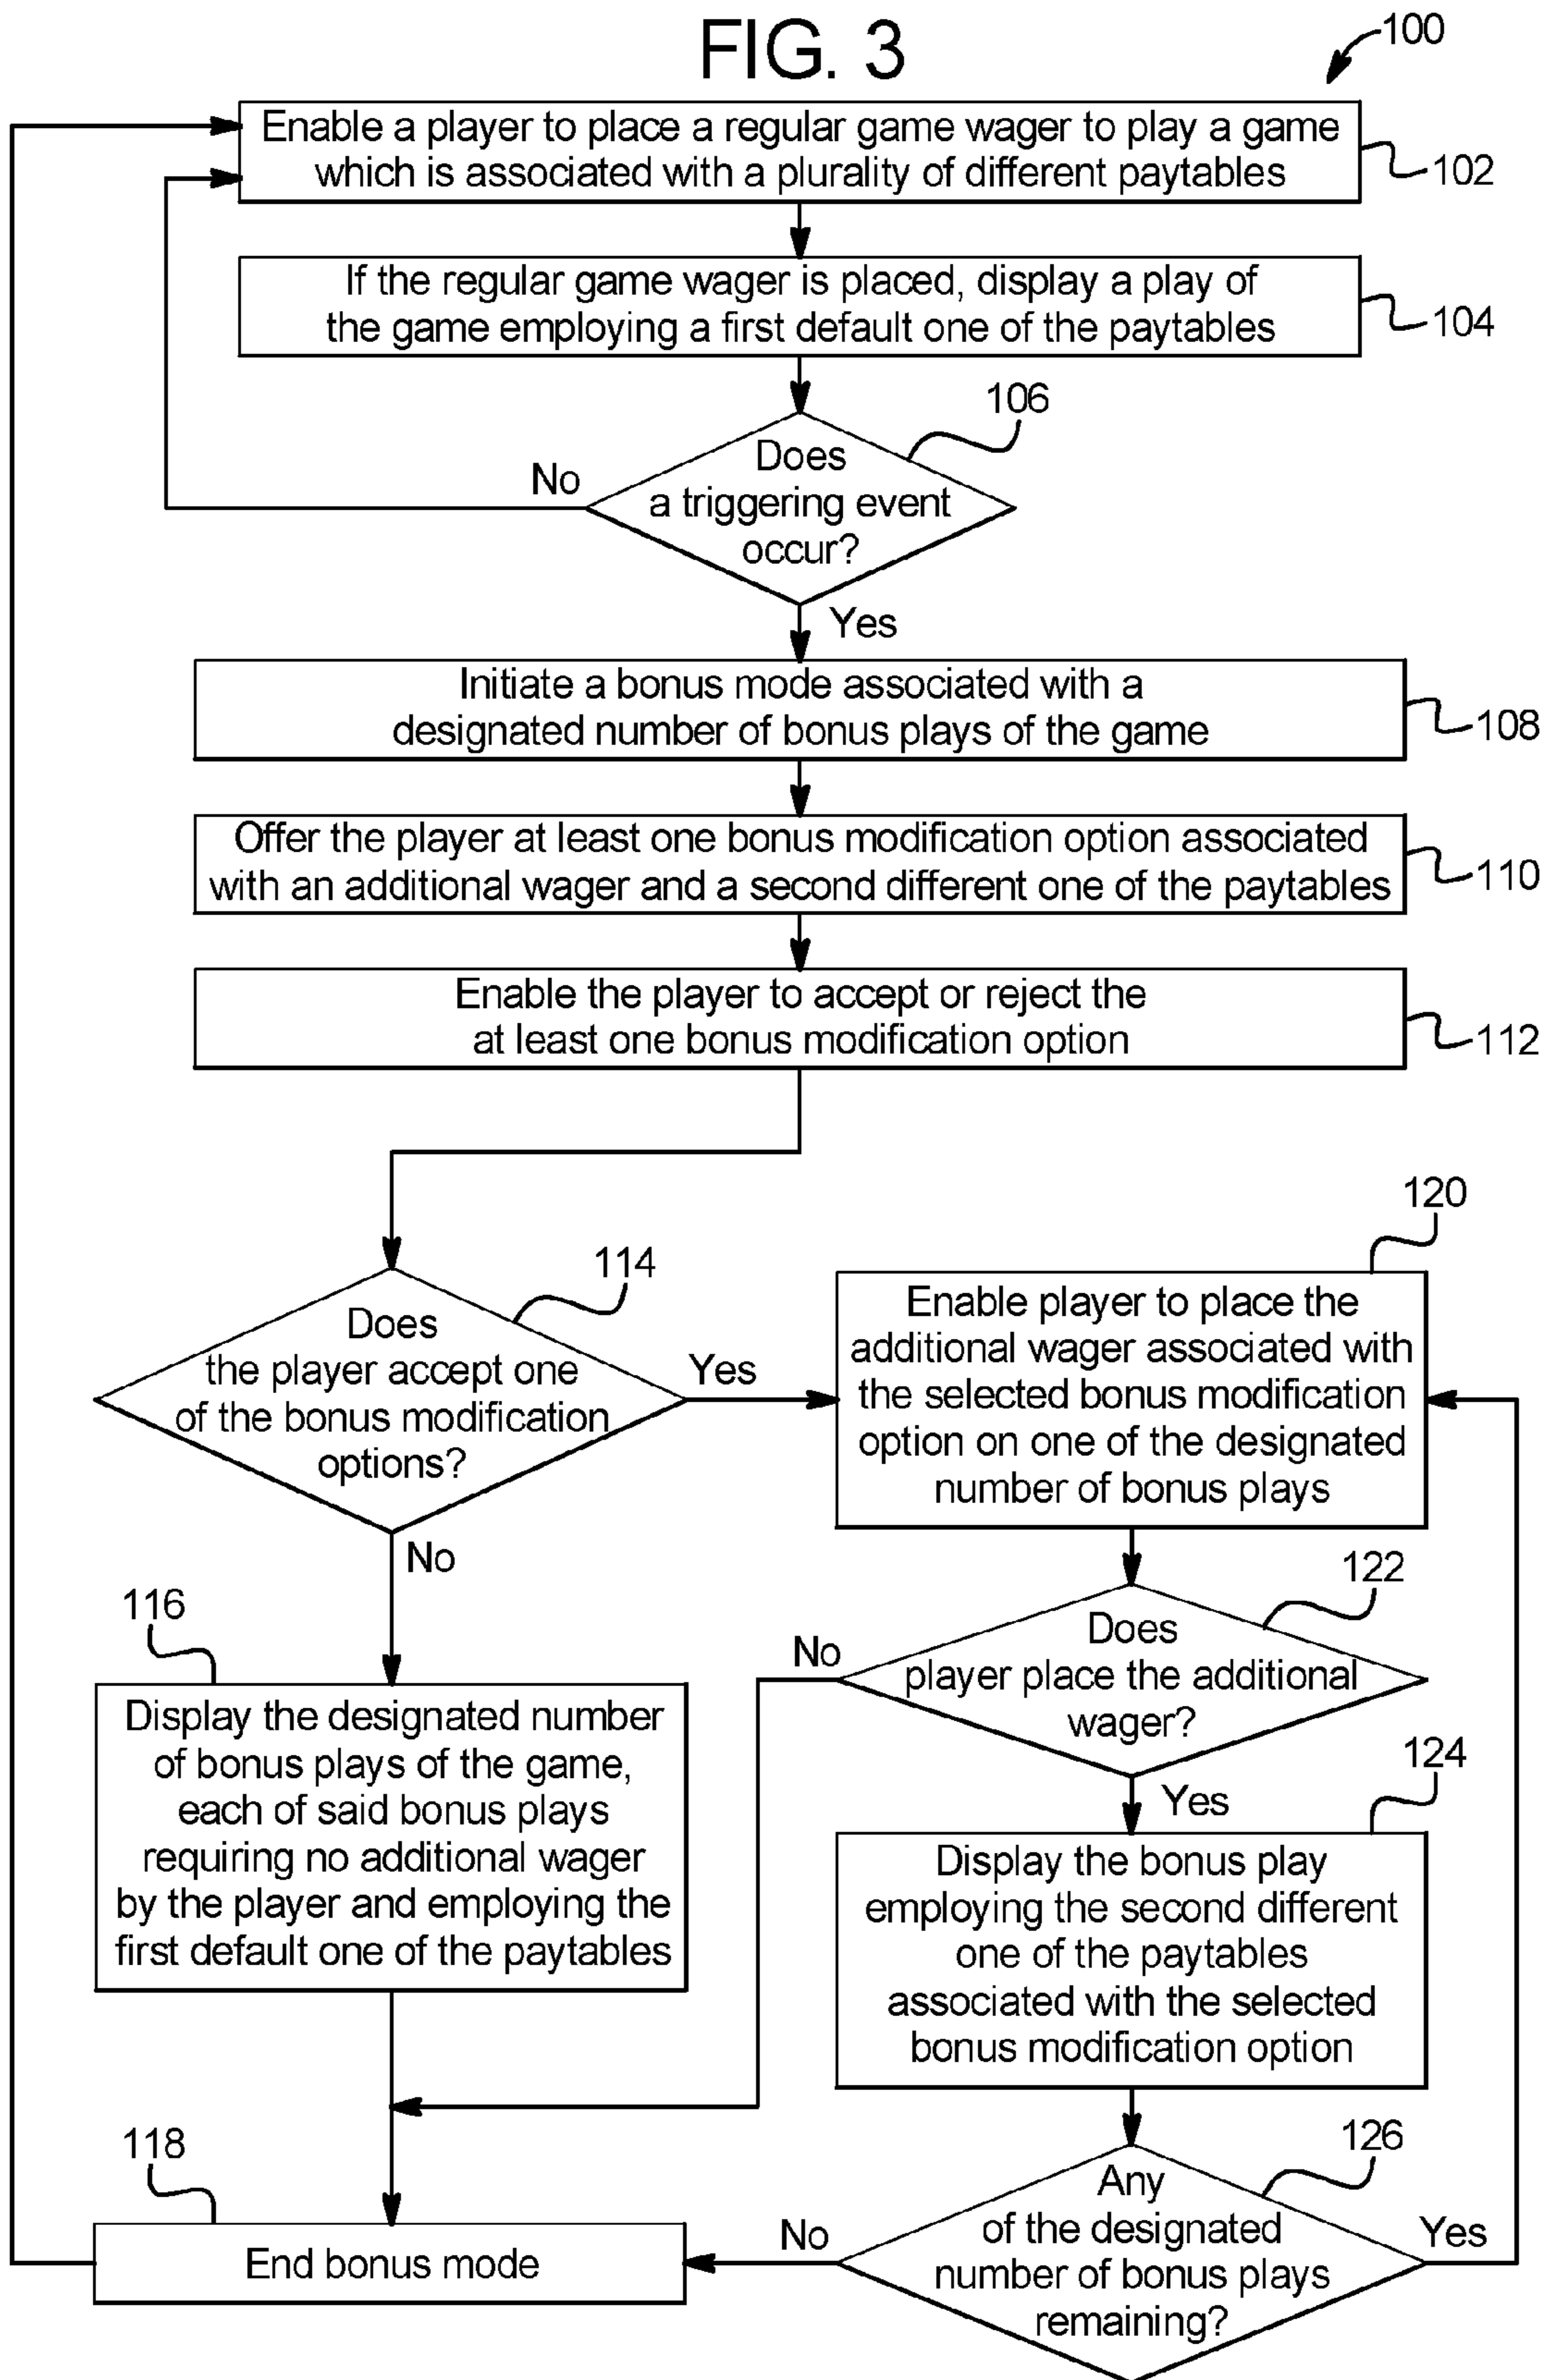 FIG. 3
100
Enable a player to place a regular game wager to play a game
which is associated with a plurality of different paytables
102
If the regular game wager is placed, display a play of
the game employing a first default one of the paytables
104
106
Does
a triggering event
occur?
No
Yes
Initiate a bonus mode associated with a
designated number of bonus plays of the game
108
Offer the player at least one bonus modification option associated
with an additional wager and a second different one of the paytables
110
Enable the player to accept or reject the
at least one bonus modification option
112
114
Does
the player accept one
of the bonus modification
options?
Yes
No
120
Enable player to place the
additional wager associated with
the selected bonus modification
option on one of the designated
number of bonus plays
116
Display the designated number
of bonus plays of the game,
each of said bonus plays
requiring no additional wager
by the player and employing the
first default one of the paytables
122
Does
player place the additional
wager?
No
Yes
124
Display the bonus play
employing the second different
one of the paytables
associated with the selected
bonus modification option
118
End bonus mode
126
Any
of the designated
number of bonus plays
remaining?
No
Yes